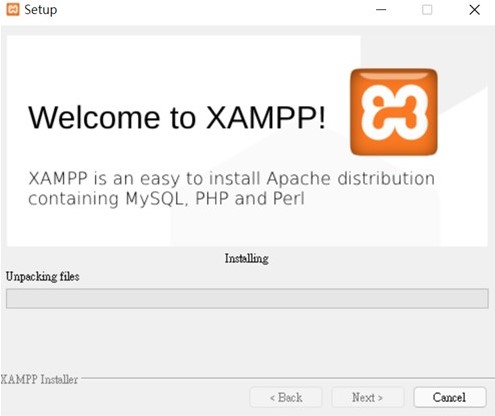 Setup
Welcome to XAMPP!
XAMPP is an easy to install Apache distribution
containing MySQL, PHP and Perl
Installing
Unpacking files
XAMPP Installer
< Back
Next >
Cancel